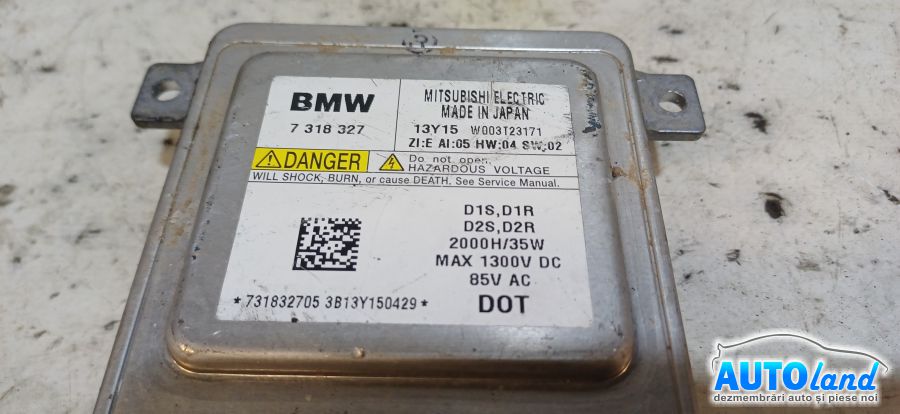 R
BMW
7 318 327
MITSUBISHI ELECTRIC
MADE IN JAPAN
13Y15 W003T23171
ZI:E AI:05 HW:04 SW:02
DANGER
Do not open.
HAZARDOUS VOLTAGE
WILL SHOCK, BURN, or cause DEATH. See Service Manual.
D1S,D1R
D2S,D2R
2000H/35W
MAX 1300V DC
85V AC
DOT
*731832705 3B13Y150429*
AUTOland
dezmembrări auto și piese noi